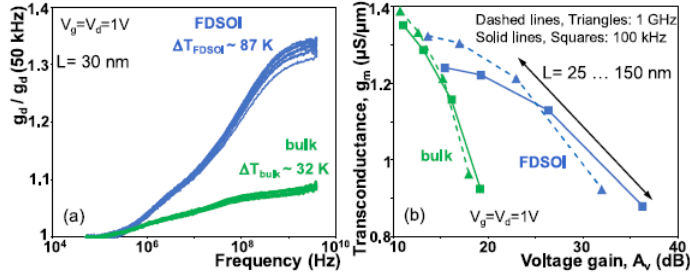 g_d / g_d (50 kHz)
1.4
1.3
1.2
1.1
1
V_g=V_d=1V
FDSOI
ΔT_FDSOI ~ 87 K
L= 30 nm
bulk
ΔT_bulk ~ 32 K
(a)
10^4
10^6
10^8
10^10
Frequency (Hz)
Transconductance, g_m (µS/µm)
1.4
1.2
1
0.8
Dashed lines, Triangles: 1 GHz
Solid lines, Squares: 100 kHz
L= 25 ... 150 nm
bulk
FDSOI
V_g=V_d=1V
(b)
10
20
30
40
Voltage gain, A_v (dB)